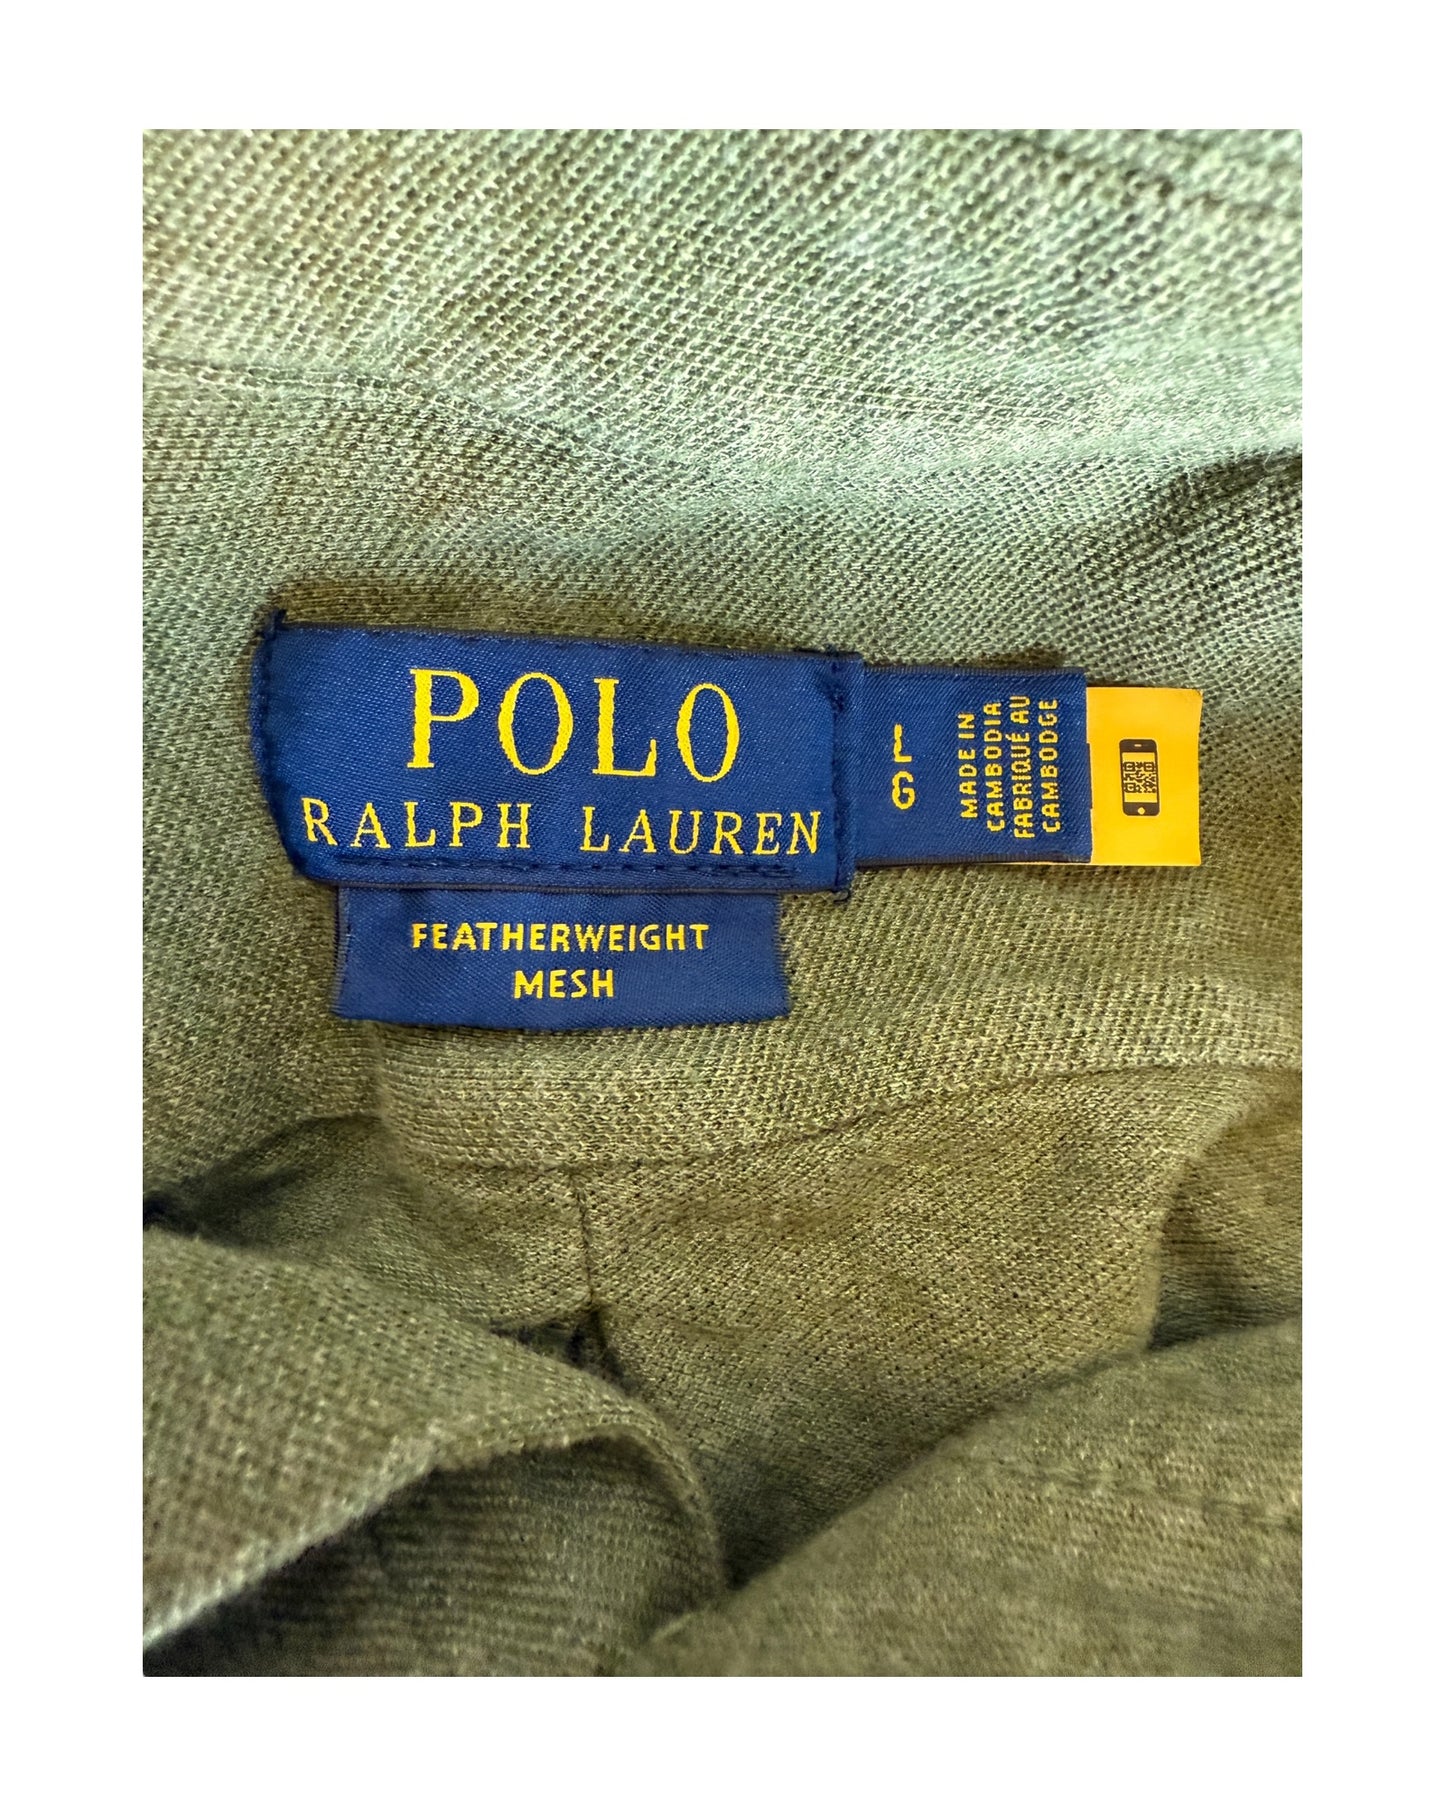 POLO
RALPH LAUREN
FEATHERWEIGHT
MESH
L
G
MADE IN
CAMBODIA
FABRIQUÉ AU
CAMBODGE